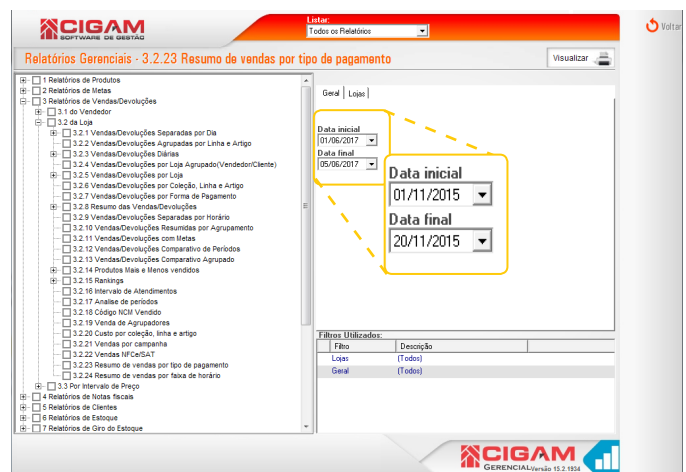 CIGAM
SOFTWARE DE GESTÃO
Listar:
Todos os Relatórios
Voltar
Relatórios Gerenciais - 3.2.23 Resumo de vendas por tipo de pagamento
Visualizar
1 Relatórios de Produtos
2 Relatórios de Metas
3 Relatórios de Vendas/Devoluções
3.1 do Vendedor
3.2 da Loja
3.2.1 Vendas/Devoluções Separadas por Dia
3.2.2 Vendas/Devoluções Agrupadas por Linha e Artigo
3.2.3 Vendas/Devoluções Diárias
3.2.4 Vendas/Devoluções por Loja Agrupado(Vendedor/Cliente)
3.2.5 Vendas/Devoluções por Loja
3.2.6 Vendas/Devoluções por Coleção, Linha e Artigo
3.2.7 Vendas/Devoluções por Forma de Pagamento
3.2.8 Resumo das Vendas/Devoluções
3.2.9 Vendas/Devoluções Separadas por Horário
3.2.10 Vendas/Devoluções Resumidas por Agrupamento
3.2.11 Vendas/Devoluções com Metas
3.2.12 Vendas/Devoluções Comparativo de Períodos
3.2.13 Vendas/Devoluções Comparativo Agrupado
3.2.14 Produtos Mais e Menos vendidos
3.2.15 Rankings
3.2.16 Intervalo de Atendimentos
3.2.17 Analise de períodos
3.2.18 Código NCM Vendido
3.2.19 Venda de Agrupadores
3.2.20 Custo por coleção, linha e artigo
3.2.21 Vendas por campanha
3.2.22 Vendas NFCe/SAT
3.2.23 Resumo de vendas por tipo de pagamento
3.2.24 Resumo de vendas por faixa de horário
3.3 Por Intervalo de Preço
4 Relatórios de Notas fiscais
5 Relatórios de Clientes
6 Relatórios de Estoque
7 Relatórios de Giro do Estoque
Geral Lojas
Data inicial
01/06/2017
Data final
05/06/2017
Data inicial
01/11/2015
Data final
20/11/2015
Filtros Utilizados:
Filtro Descrição
Lojas (Todos)
Geral (Todos)
CIGAM
GERENCIAL Versão 15.2.1934